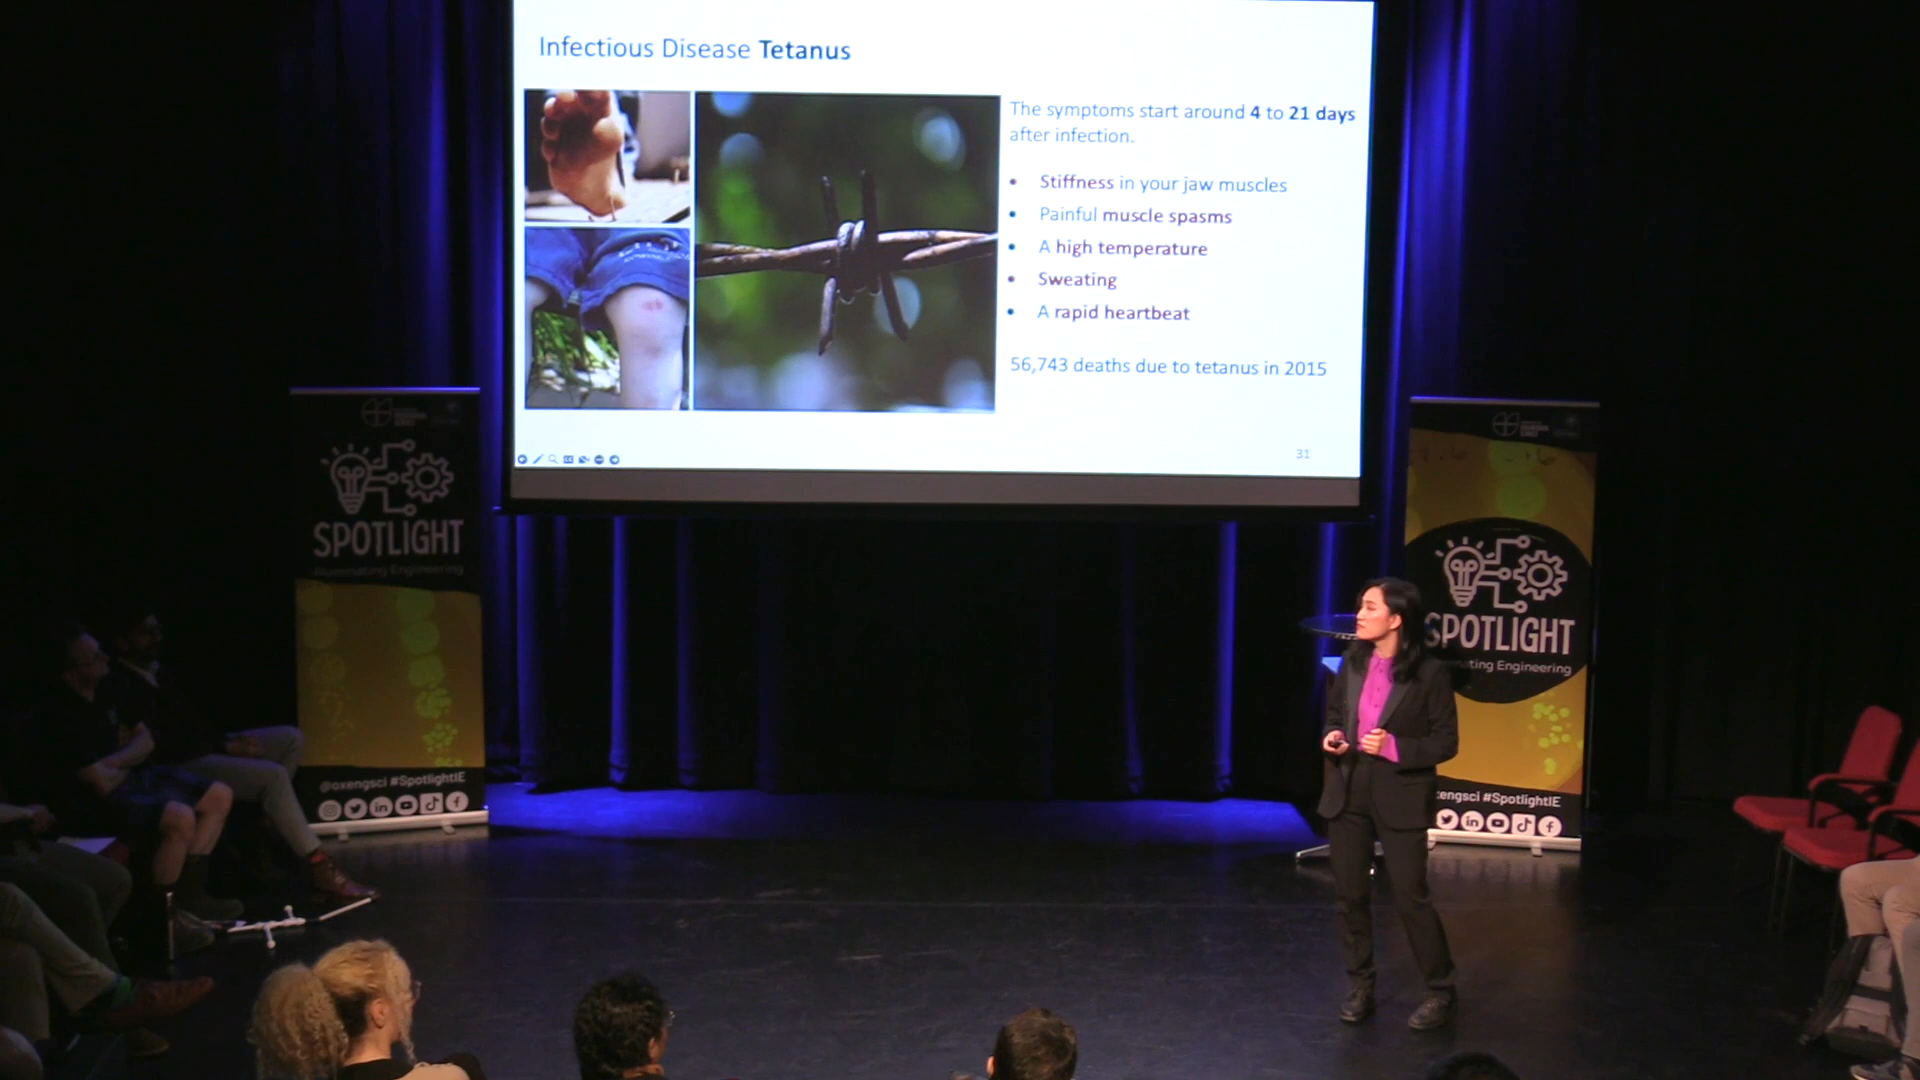 Infectious Disease Tetanus
The symptoms start around 4 to 21 days
after infection.
• Stiffness in your jaw muscles
• Painful muscle spasms
• A high temperature
• Sweating
• A rapid heartbeat
56,743 deaths due to tetanus in 2015
31
SPOTLIGHT
Illuminating Engineering
@oxengsci #SpotlightIE
SPOTLIGHT
ating Engineering
engsci #SpotlightIE